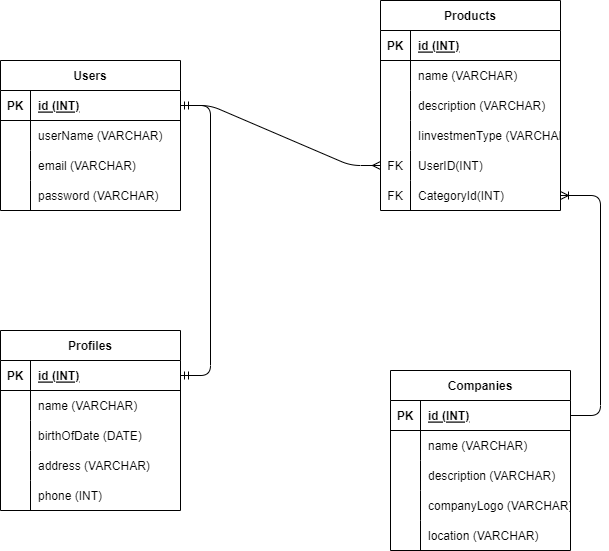 Users
PK id (INT)
userName (VARCHAR)
email (VARCHAR)
password (VARCHAR)
Products
PK id (INT)
name (VARCHAR)
description (VARCHAR)
linvestmenType (VARCHA
FK UserID(INT)
FK CategoryId(INT)
Profiles
PK id (INT)
name (VARCHAR)
birthOfDate (DATE)
address (VARCHAR)
phone (INT)
Companies
PK id (INT)
name (VARCHAR)
description (VARCHAR)
companyLogo (VARCHAR)
location (VARCHAR)